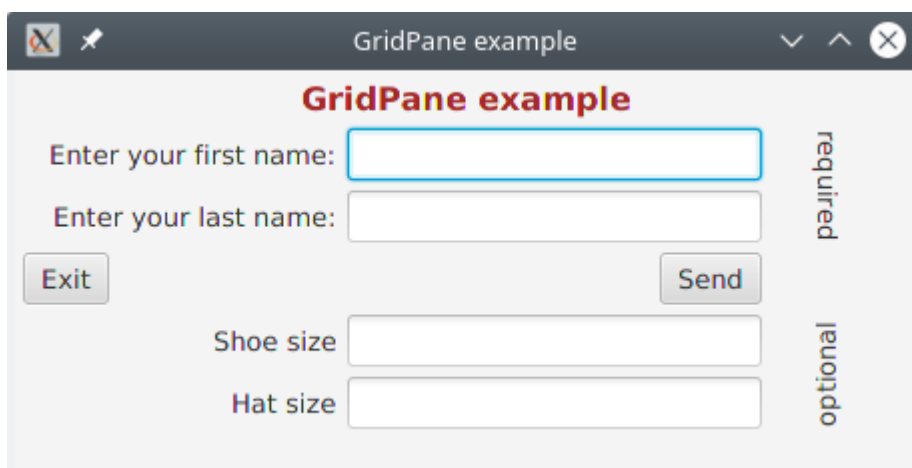 GridPane example
GridPane example
Enter your first name:
required
Enter your last name:
Exit
Send
Shoe size
optional
Hat size